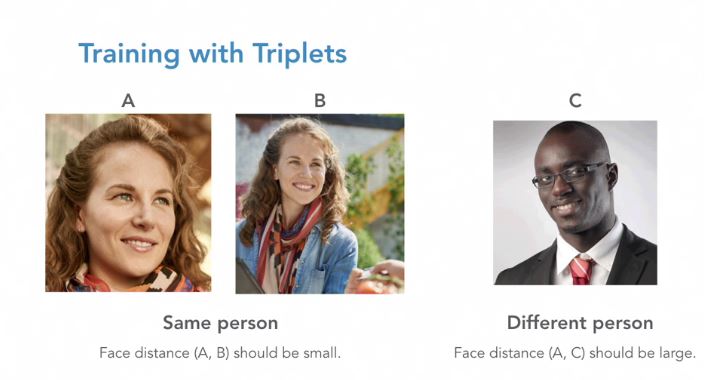 Training with Triplets
A
B
C
Same person
Different person
Face distance (A, B) should be small.
Face distance (A, C) should be large.